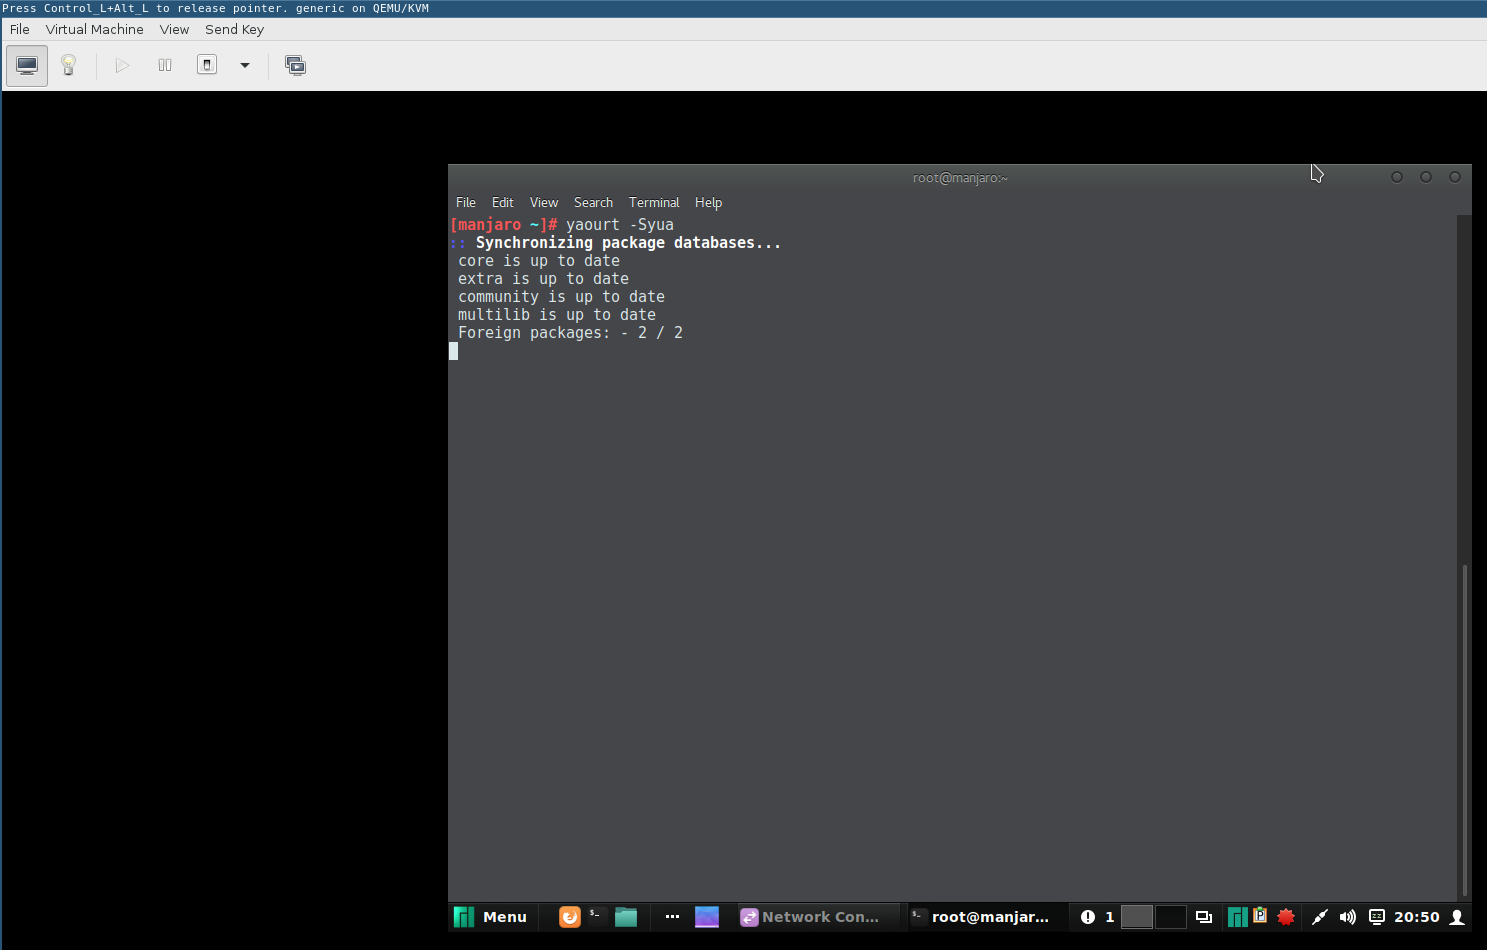 Press Control_L+Alt_L to release pointer. generic on QEMU/KVM
File Virtual Machine View Send Key
root@manjaro:~
File Edit View Search Terminal Help
[manjaro ~]# yaourt -Syua
:: Synchronizing package databases...
core is up to date
extra is up to date
community is up to date
multilib is up to date
Foreign packages: - 2 / 2
Menu $- ... Network Con... $- root@manjar... 1 P zz 20:50